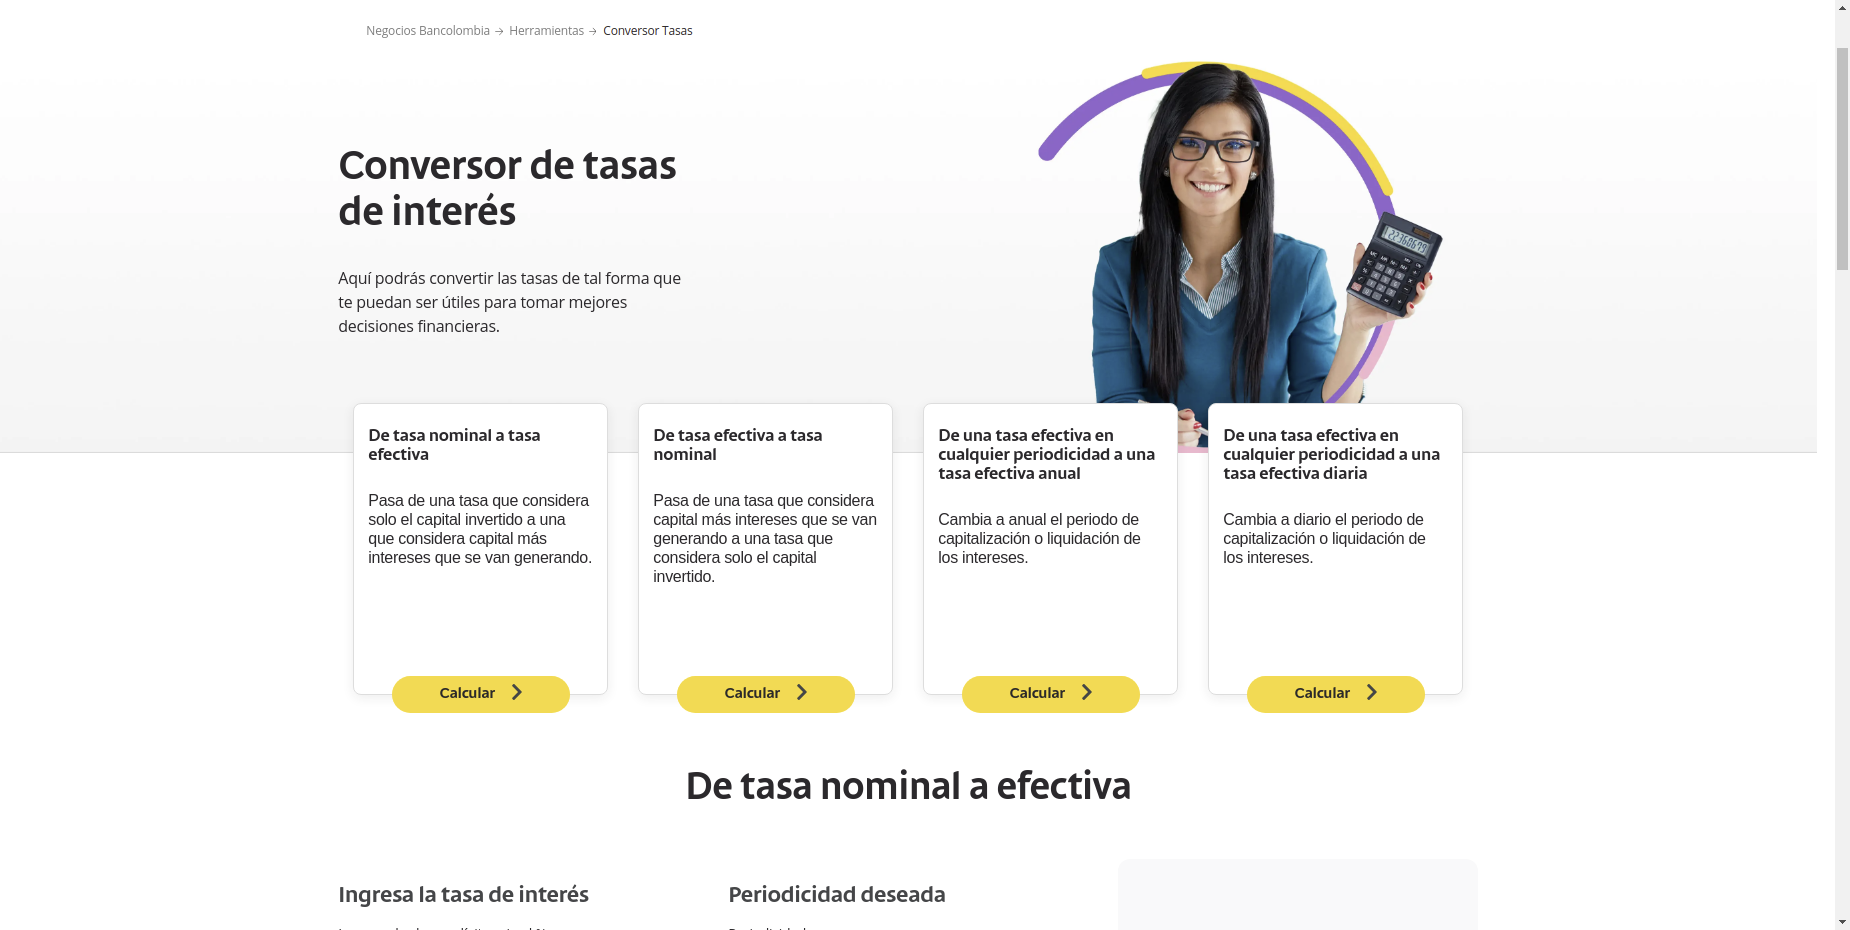 Negocios Bancolombia → Herramientas → Conversor Tasas
Conversor de tasas
de interés
Aquí podrás convertir las tasas de tal forma que
te puedan ser útiles para tomar mejores
decisiones financieras.
De tasa nominal a tasa
efectiva
Pasa de una tasa que considera
solo el capital invertido a una
que considera capital más
intereses que se van generando.
Calcular
De tasa efectiva a tasa
nominal
Pasa de una tasa que considera
capital más intereses que se van
generando a una tasa que
considera solo el capital
invertido.
Calcular
De una tasa efectiva en
cualquier periodicidad a una
tasa efectiva anual
Cambia a anual el periodo de
capitalización o liquidación de
los intereses.
Calcular
De una tasa efectiva en
cualquier periodicidad a una
tasa efectiva diaria
Cambia a diario el periodo de
capitalización o liquidación de
los intereses.
Calcular
De tasa nominal a efectiva
Ingresa la tasa de interés
Periodicidad deseada